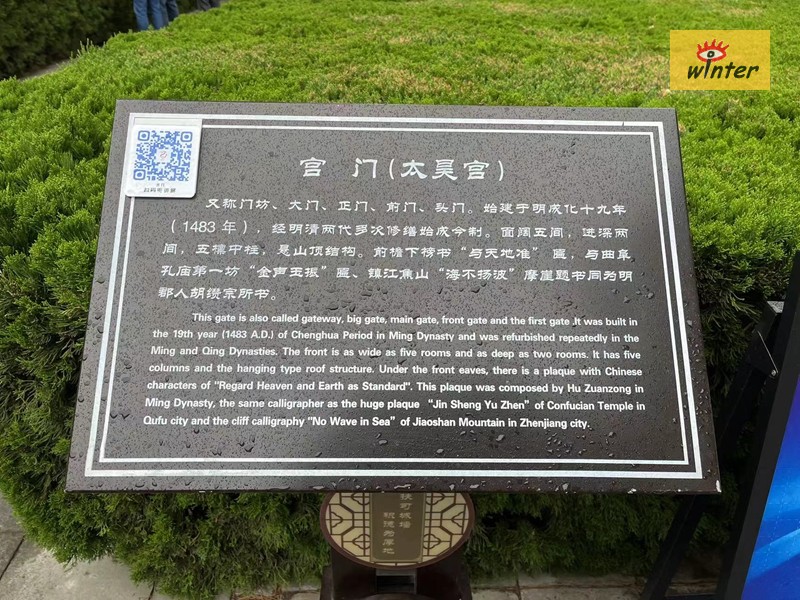 winter
扫码听讲解
宫 门(太昊宫)
又称门坊、大门、正门、前门、头门。始建于明成化十九年
(1483 年),经明清两代多次修缮始成今制。面阔五间,进深两
间,五檩中柱,悬山顶结构。前檐下榜书“与天地准” 匾,与曲阜
孔庙第一坊“金声玉振”匾、镇江焦山“海不扬波”摩崖题书同为明
鄢人胡缵宗所书。
This gate is also called gateway, big gate, main gate, front gate and the first gate .It was built in
the 19th year (1483 A.D.) of Chenghua Period in Ming Dynasty and was refurbished repeatedly in the
Ming and Qing Dynasties. The front is as wide as five rooms and as deep as two rooms. It has five
columns and the hanging type roof structure. Under the front eaves, there is a plaque with Chinese
characters of "Regard Heaven and Earth as Standard". This plaque was composed by Hu Zuanzong in
Ming Dynasty, the same calligrapher as the huge plaque “Jin Sheng Yu Zhen” of Confucian Temple in
Qufu city and the cliff calligraphy "No Wave in Sea" of Jiaoshan Mountain in Zhenjiang city.